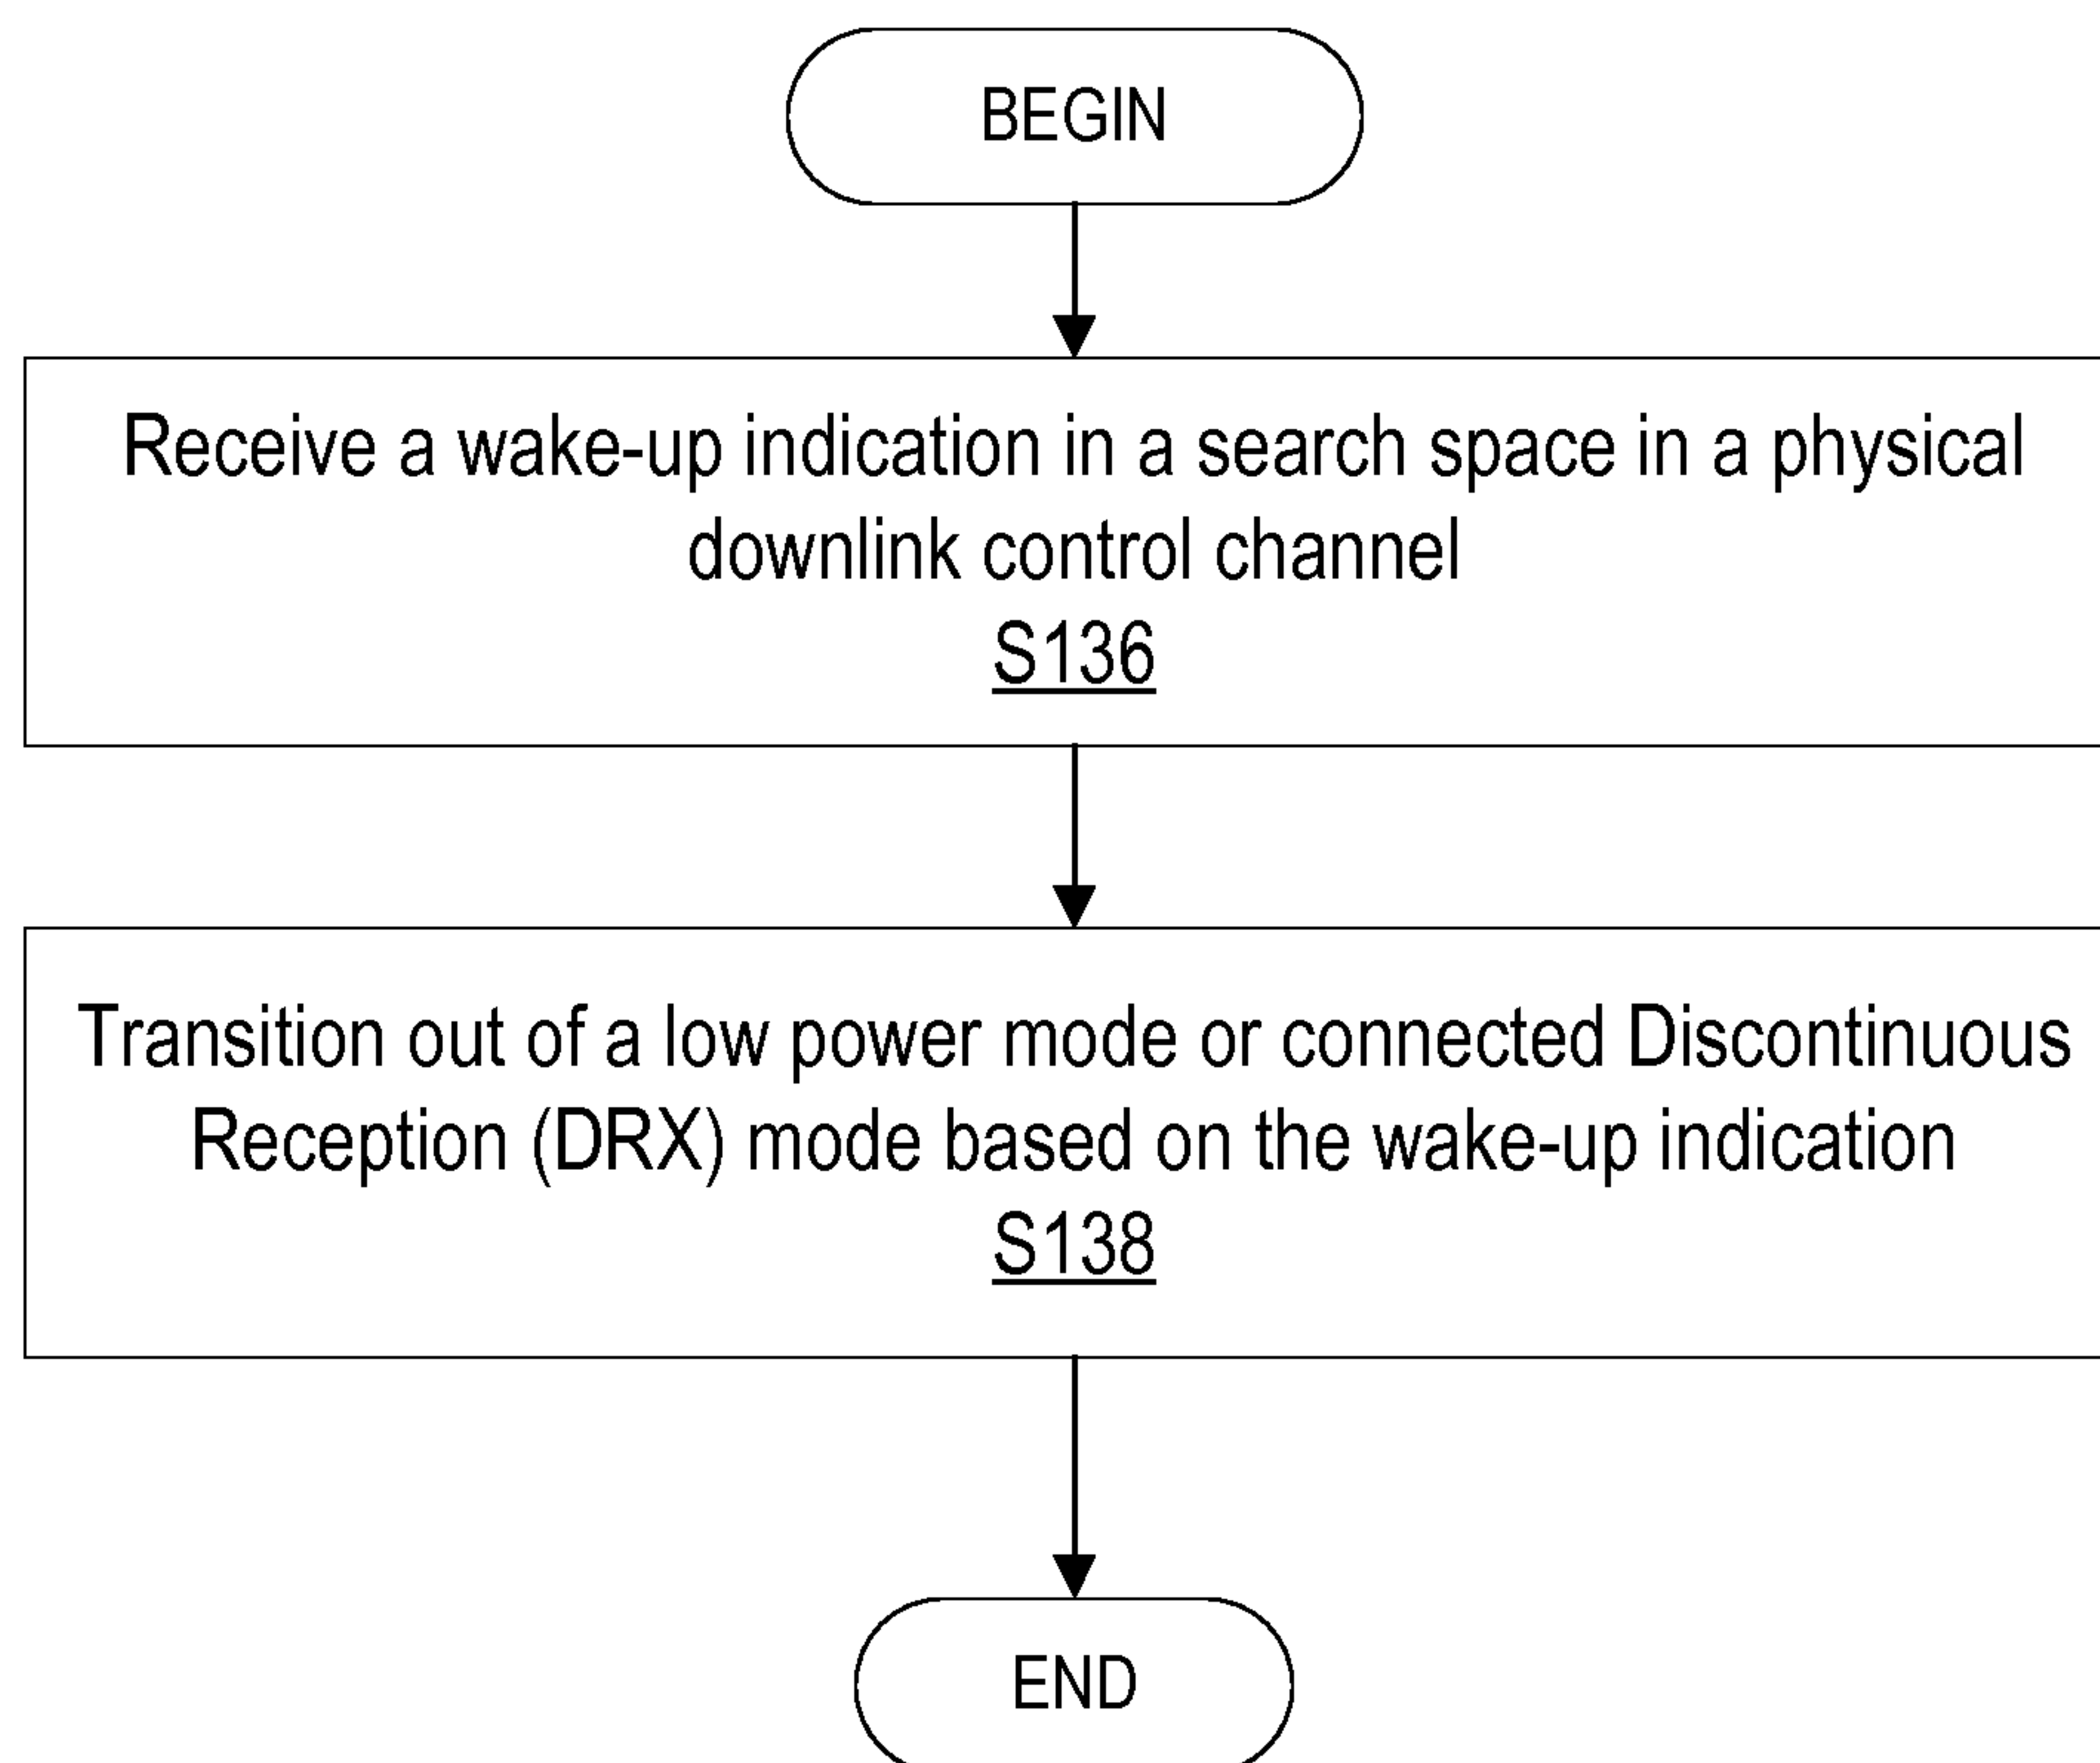 BEGIN
Receive a wake-up indication in a search space in a physical
downlink control channel
S136
Transition out of a low power mode or connected Discontinuous
Reception (DRX) mode based on the wake-up indication
S138
END